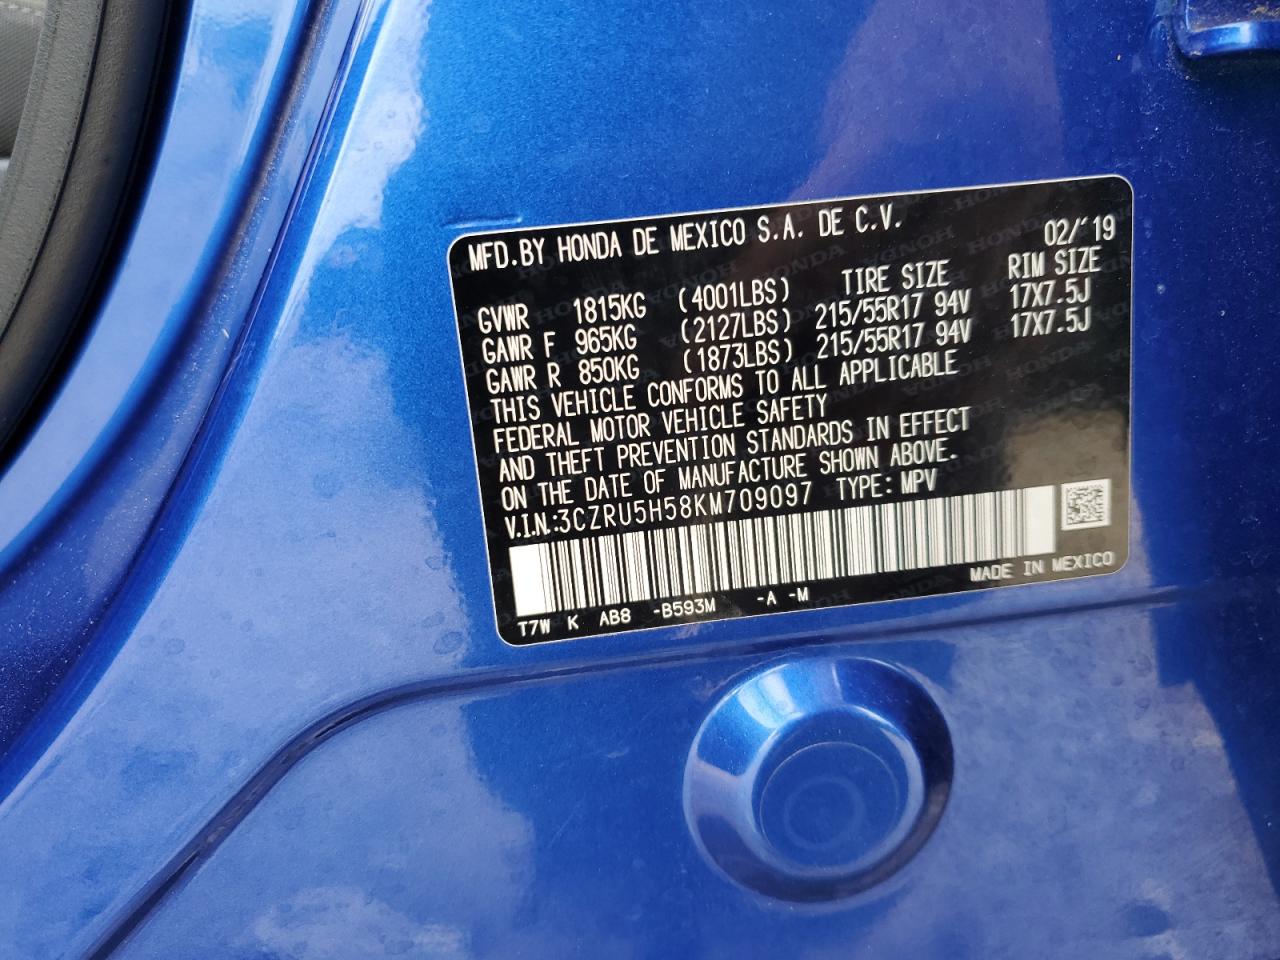 MFD.BY HONDA DE MEXICO S.A. DE C.V. 02/'19
TIRE SIZE RIM SIZE
GVWR 1815KG (4001LBS)
GAWR F 965KG (2127LBS) 215/55R17 94V 17X7.5J
GAWR R 850KG (1873LBS) 215/55R17 94V 17X7.5J
THIS VEHICLE CONFORMS TO ALL APPLICABLE
FEDERAL MOTOR VEHICLE SAFETY
AND THEFT PREVENTION STANDARDS IN EFFECT
ON THE DATE OF MANUFACTURE SHOWN ABOVE.
V.I.N.:3CZRU5H58KM709097 TYPE: MPV
MADE IN MEXICO
T7W K AB8 -B593M -A -M